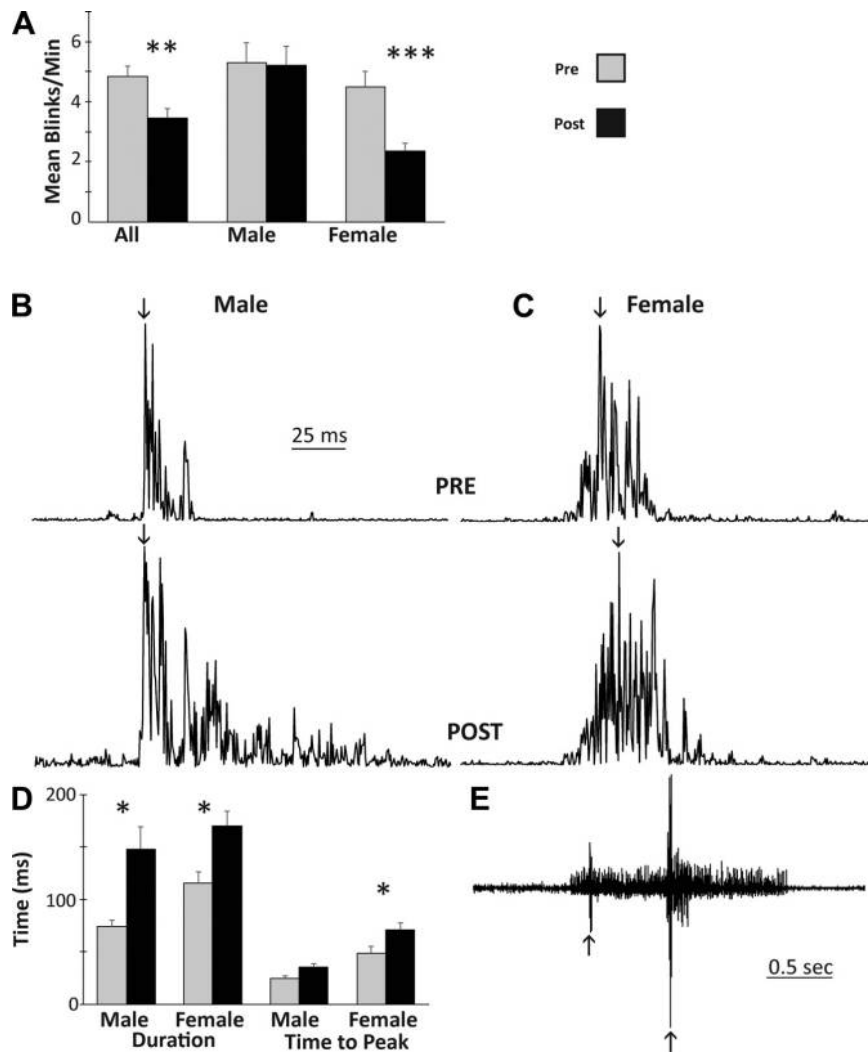 A
Mean Blinks/Min
6
4
2
0
**
***
All
Male
Female
Pre
Post
B
Male
C
Female
25 ms
PRE
POST
D
Time (ms)
200
100
0
*
*
*
Male
Female
Male
Female
Duration
Time to Peak
E
0.5 sec